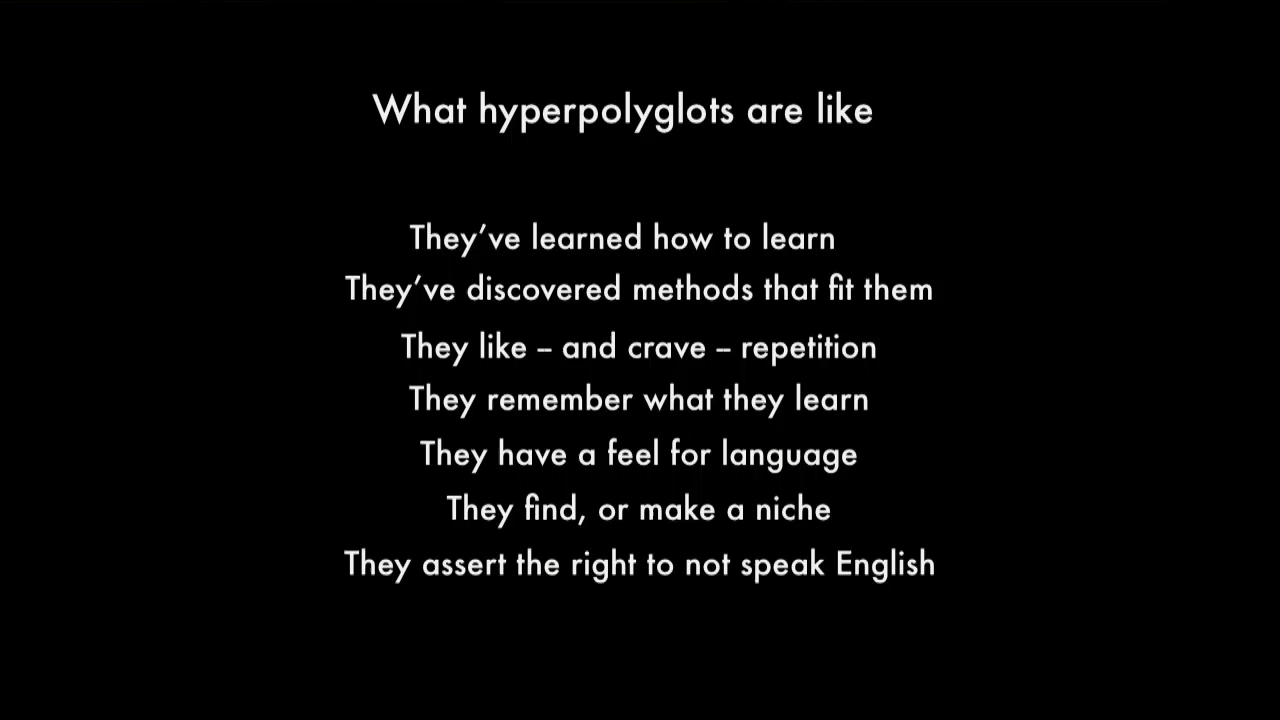 What hyperpolyglots are like
They’ve learned how to learn
They’ve discovered methods that fit them
They like – and crave – repetition
They remember what they learn
They have a feel for language
They find, or make a niche
They assert the right to not speak English